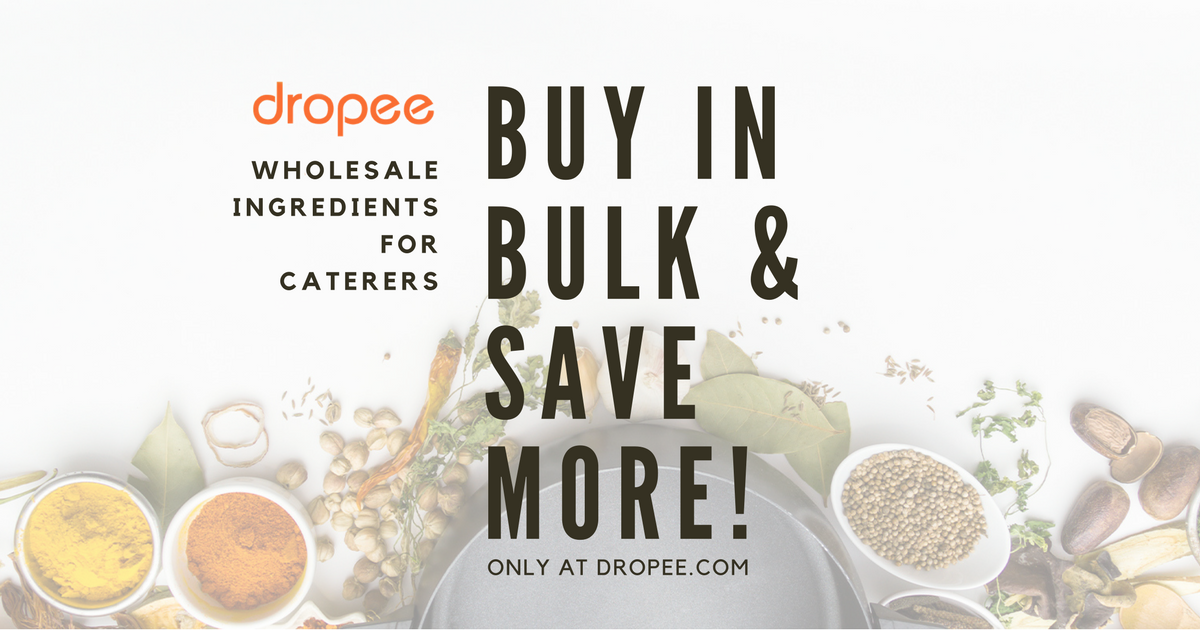 dropee
WHOLESALE
INGREDIENTS
FOR
CATERERS
BUY IN
BULK &
SAVE
MORE!
ONLY AT DROPEE.COM